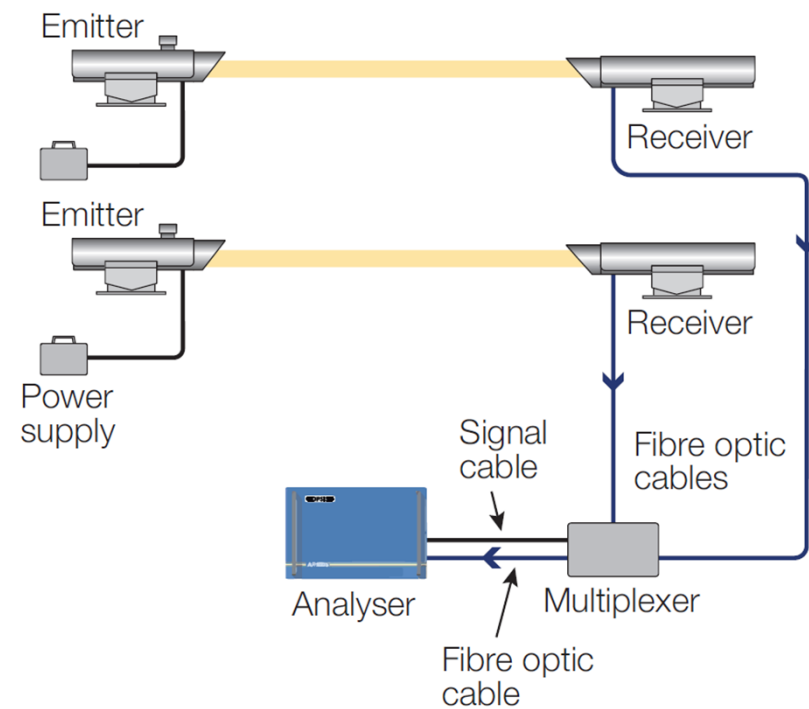 Emitter
Receiver
Emitter
Receiver
Power
supply
Signal
cable
Fibre optic
cables
Analyser
Multiplexer
Fibre optic
cable